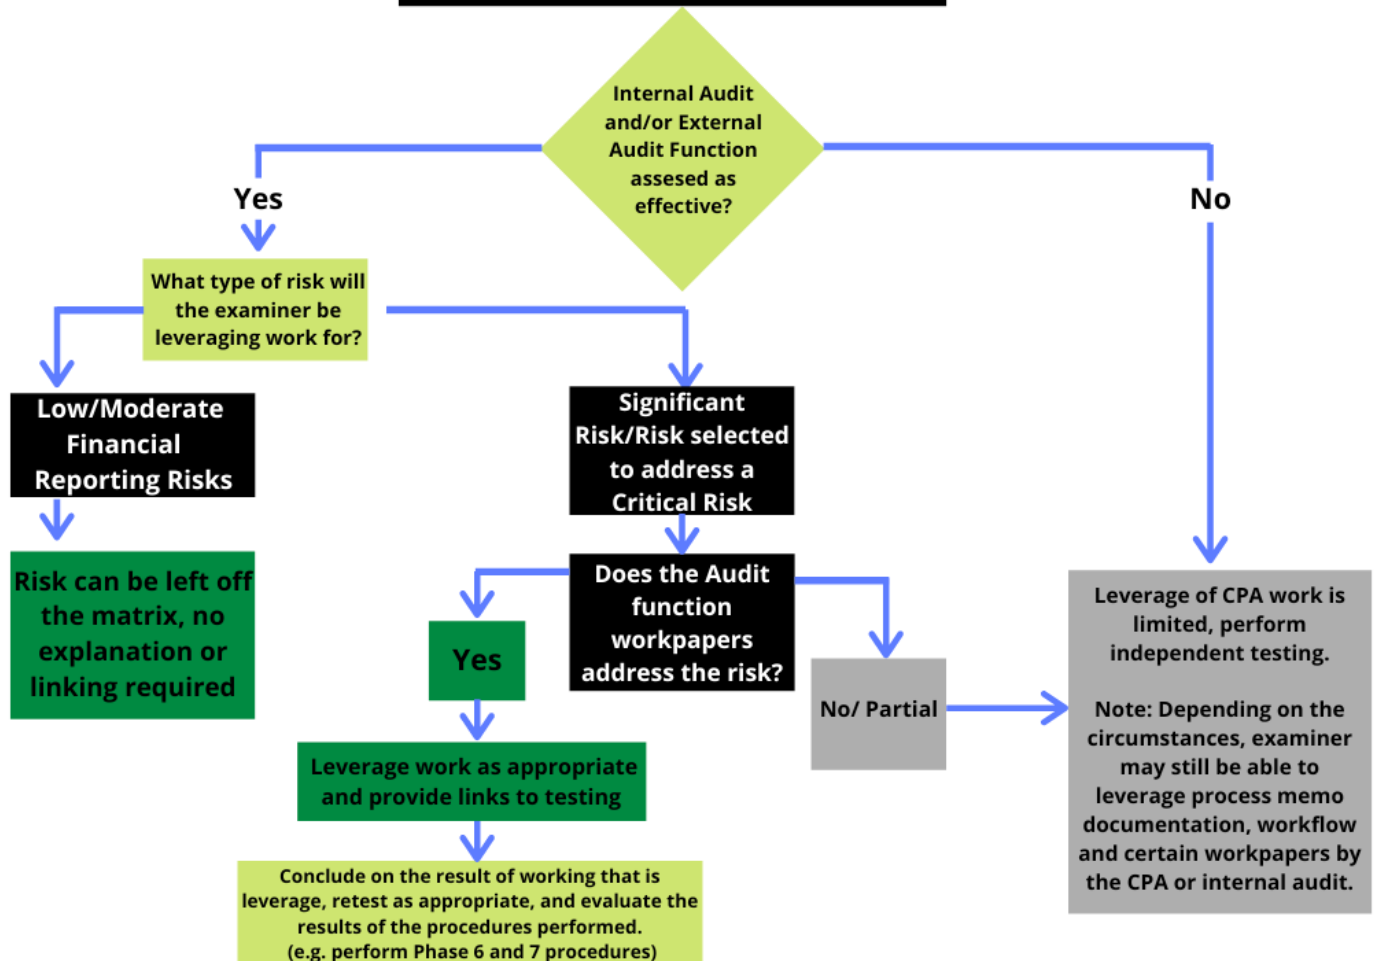 Internal Audit
and/or External
Audit Function
assesed as
effective?
Yes
No
What type of risk will
the examiner be
leveraging work for?
Low/Moderate
Financial
Reporting Risks
Significant
Risk/Risk selected
to address a
Critical Risk
Risk can be left off
the matrix, no
explanation or
linking required
Does the Audit
function
workpapers
address the risk?
Yes
No/ Partial
Leverage of CPA work is
limited, perform
independent testing.
Note: Depending on the
circumstances, examiner
may still be able to
leverage process memo
documentation, workflow
and certain workpapers by
the CPA or internal audit.
Leverage work as appropriate
and provide links to testing
Conclude on the result of working that is
leverage, retest as appropriate, and evaluate the
results of the procedures performed.
(e.g. perform Phase 6 and 7 procedures)